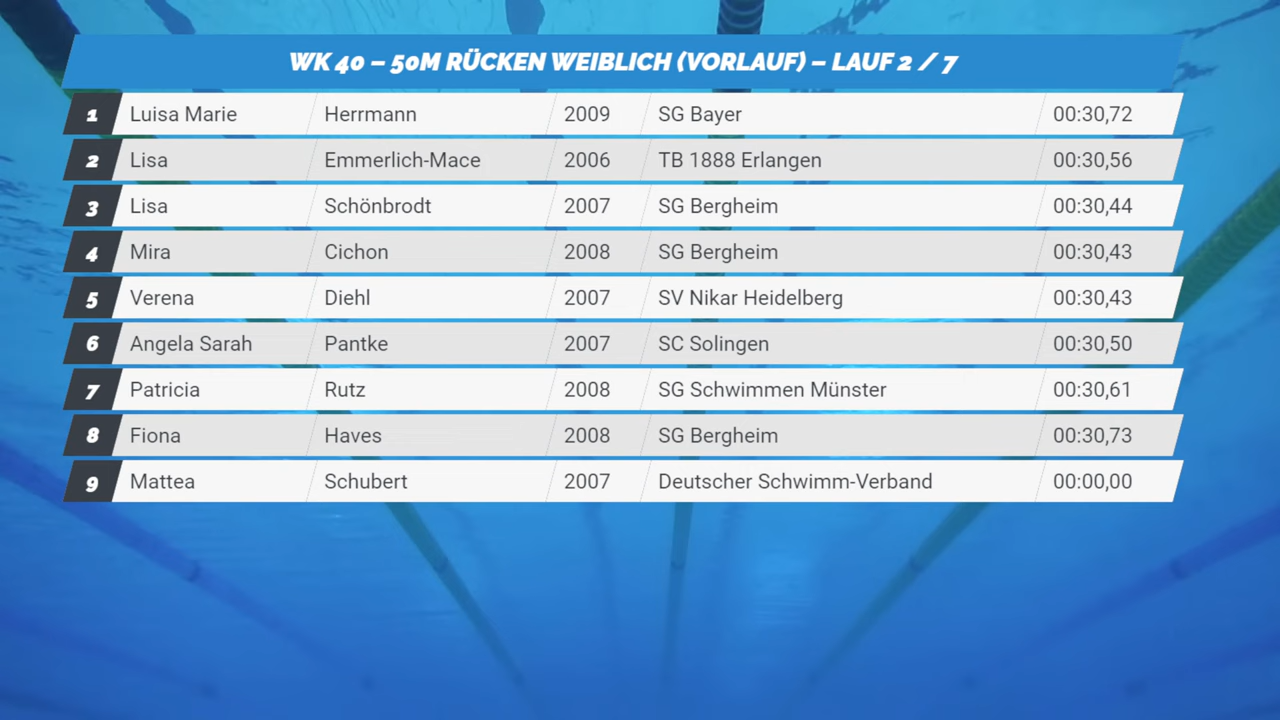 WK 40 – 50M RÜCKEN WEIBLICH (VORLAUF) – LAUF 2 / 7
1 Luisa Marie Herrmann 2009 SG Bayer 00:30,72
2 Lisa Emmerlich-Mace 2006 TB 1888 Erlangen 00:30,56
3 Lisa Schönbrodt 2007 SG Bergheim 00:30,44
4 Mira Cichon 2008 SG Bergheim 00:30,43
5 Verena Diehl 2007 SV Nikar Heidelberg 00:30,43
6 Angela Sarah Pantke 2007 SC Solingen 00:30,50
7 Patricia Rutz 2008 SG Schwimmen Münster 00:30,61
8 Fiona Haves 2008 SG Bergheim 00:30,73
9 Mattea Schubert 2007 Deutscher Schwimm-Verband 00:00,00